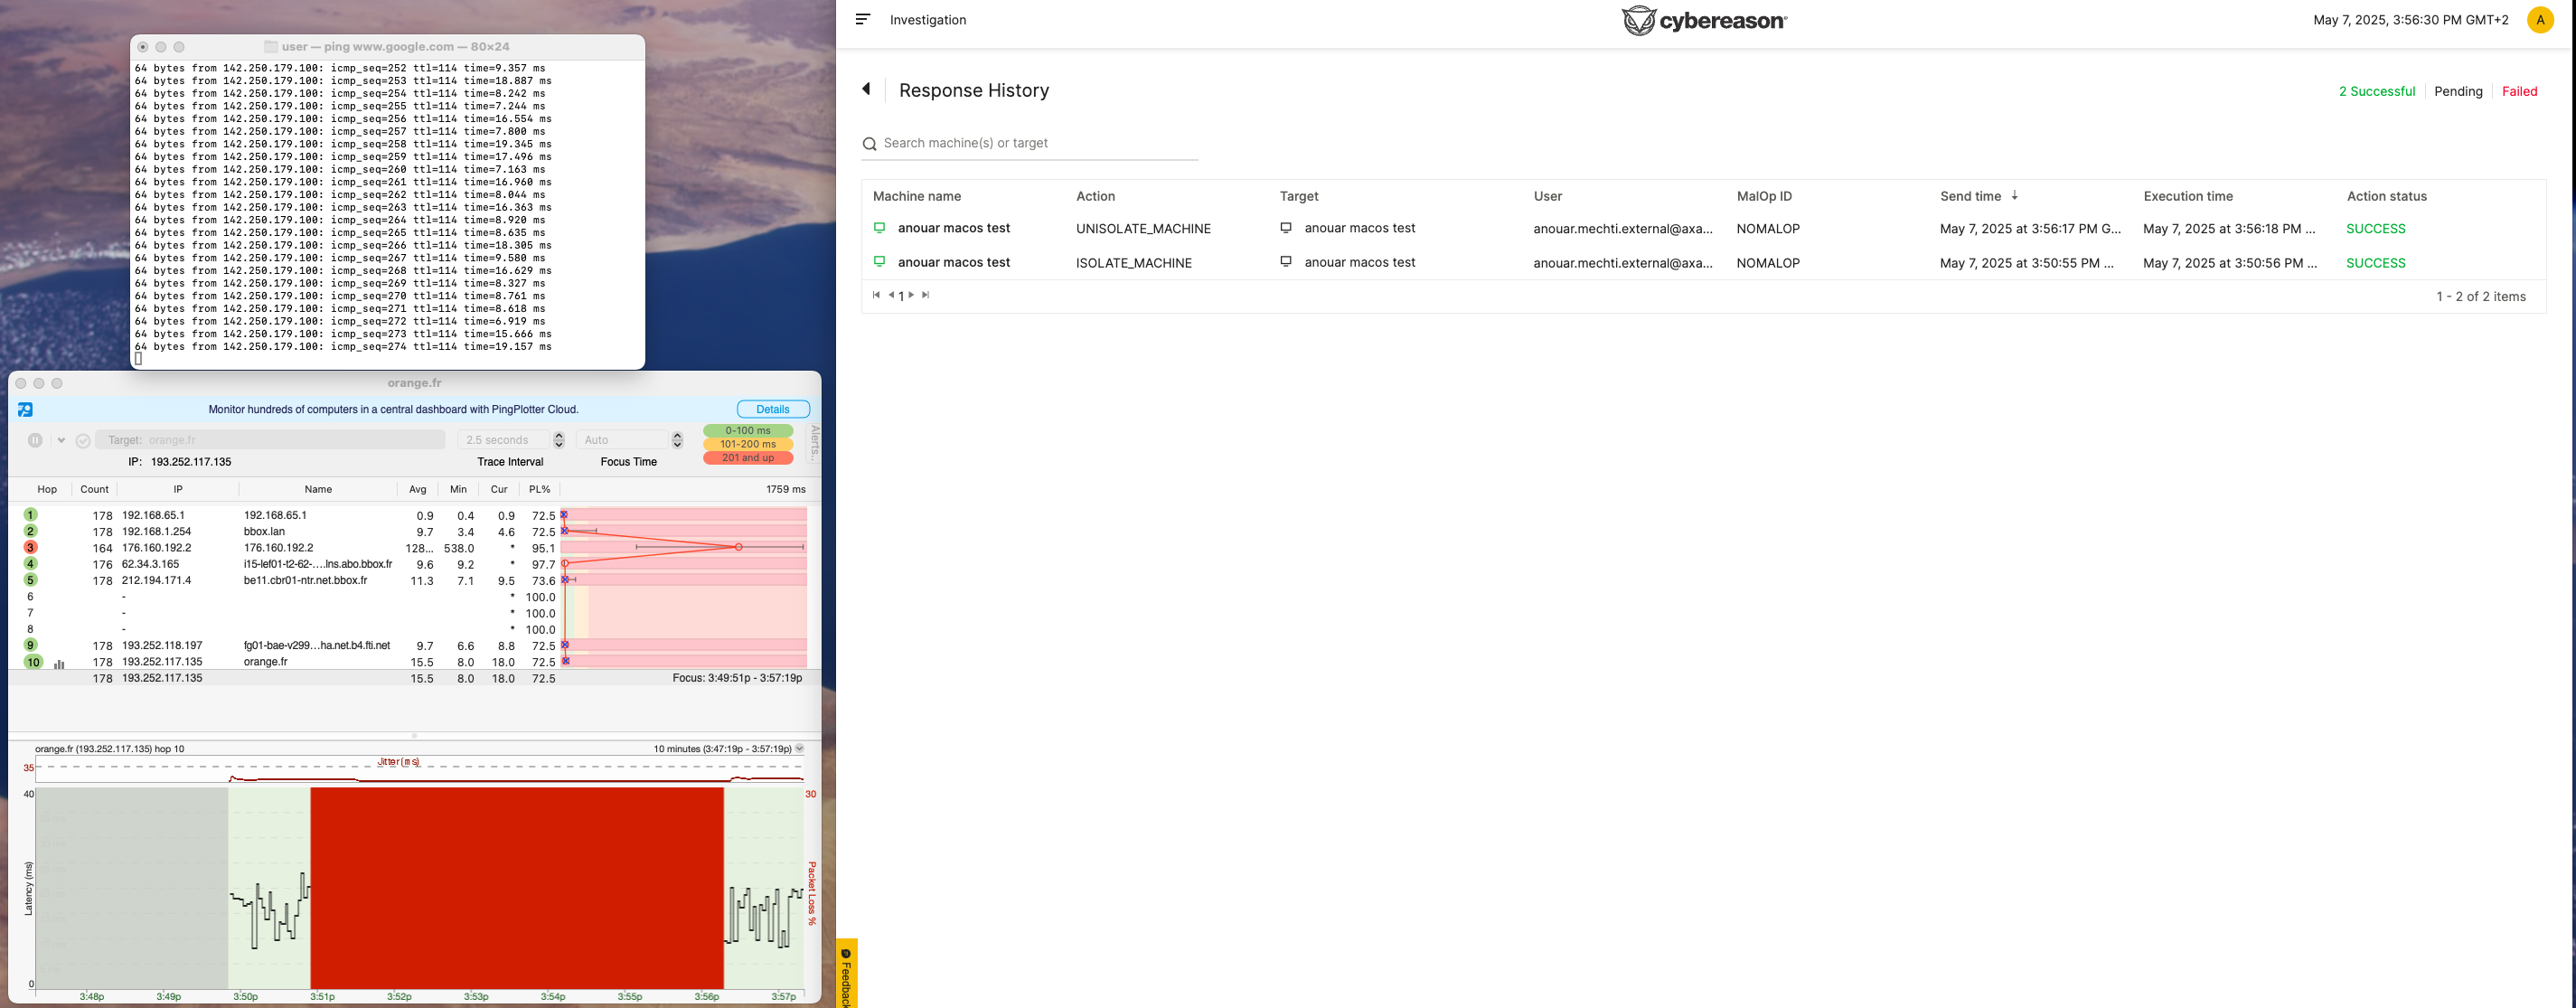 user — ping www.google.com — 80×24
64 bytes from 142.250.179.100: icmp_seq=252 ttl=114 time=9.357 ms
64 bytes from 142.250.179.100: icmp_seq=253 ttl=114 time=18.887 ms
64 bytes from 142.250.179.100: icmp_seq=254 ttl=114 time=8.242 ms
64 bytes from 142.250.179.100: icmp_seq=255 ttl=114 time=7.244 ms
64 bytes from 142.250.179.100: icmp_seq=256 ttl=114 time=16.554 ms
64 bytes from 142.250.179.100: icmp_seq=257 ttl=114 time=7.800 ms
64 bytes from 142.250.179.100: icmp_seq=258 ttl=114 time=19.345 ms
64 bytes from 142.250.179.100: icmp_seq=259 ttl=114 time=17.496 ms
64 bytes from 142.250.179.100: icmp_seq=260 ttl=114 time=7.163 ms
64 bytes from 142.250.179.100: icmp_seq=261 ttl=114 time=16.960 ms
64 bytes from 142.250.179.100: icmp_seq=262 ttl=114 time=8.044 ms
64 bytes from 142.250.179.100: icmp_seq=263 ttl=114 time=16.363 ms
64 bytes from 142.250.179.100: icmp_seq=264 ttl=114 time=8.920 ms
64 bytes from 142.250.179.100: icmp_seq=265 ttl=114 time=8.635 ms
64 bytes from 142.250.179.100: icmp_seq=266 ttl=114 time=18.305 ms
64 bytes from 142.250.179.100: icmp_seq=267 ttl=114 time=9.580 ms
64 bytes from 142.250.179.100: icmp_seq=268 ttl=114 time=16.629 ms
64 bytes from 142.250.179.100: icmp_seq=269 ttl=114 time=8.327 ms
64 bytes from 142.250.179.100: icmp_seq=270 ttl=114 time=8.761 ms
64 bytes from 142.250.179.100: icmp_seq=271 ttl=114 time=8.618 ms
64 bytes from 142.250.179.100: icmp_seq=272 ttl=114 time=6.919 ms
64 bytes from 142.250.179.100: icmp_seq=273 ttl=114 time=15.666 ms
64 bytes from 142.250.179.100: icmp_seq=274 ttl=114 time=19.157 ms
orange.fr
Monitor hundreds of computers in a central dashboard with PingPlotter Cloud. Details
Target: orange.fr 2.5 seconds Auto
IP: 193.252.117.135 Trace Interval Focus Time
0-100 ms
101-200 ms
201 and up
Alerts...
Hop Count IP Name Avg Min Cur PL% 1759 ms
1 178 192.168.65.1 192.168.65.1 0.9 0.4 0.9 72.5
2 178 192.168.1.254 bbox.lan 9.7 3.4 4.6 72.5
3 164 176.160.192.2 176.160.192.2 128... 538.0 * 95.1
4 176 62.34.3.165 i15-lef01-t2-62-....lns.abo.bbox.fr 9.6 9.2 * 97.7
5 178 212.194.171.4 be11.cbr01-ntr.net.bbox.fr 11.3 7.1 9.5 73.6
6 - * 100.0
7 - * 100.0
8 - * 100.0
9 178 193.252.118.197 fg01-bae-v299...ha.net.b4.fti.net 9.7 6.6 8.8 72.5
10 178 193.252.117.135 orange.fr 15.5 8.0 18.0 72.5
178 193.252.117.135 15.5 8.0 18.0 72.5 Focus: 3:49:51p - 3:57:19p
orange.fr (193.252.117.135) hop 10 10 minutes (3:47:19p - 3:57:19p)
35 Jitter (ms)
40 30
Latency (ms)
Packet Loss %
0
3:48p 3:49p 3:50p 3:51p 3:52p 3:53p 3:54p 3:55p 3:56p 3:57p
Investigation cybereason May 7, 2025, 3:56:30 PM GMT+2 A
Response History 2 Successful Pending Failed
Search machine(s) or target
Machine name Action Target User MalOp ID Send time ↓ Execution time Action status
anouar macos test UNISOLATE_MACHINE anouar macos test anouar.mechti.external@axa... NOMALOP May 7, 2025 at 3:56:17 PM G... May 7, 2025 at 3:56:18 PM ... SUCCESS
anouar macos test ISOLATE_MACHINE anouar macos test anouar.mechti.external@axa... NOMALOP May 7, 2025 at 3:50:55 PM ... May 7, 2025 at 3:50:56 PM ... SUCCESS
1 1 - 2 of 2 items
Feedback